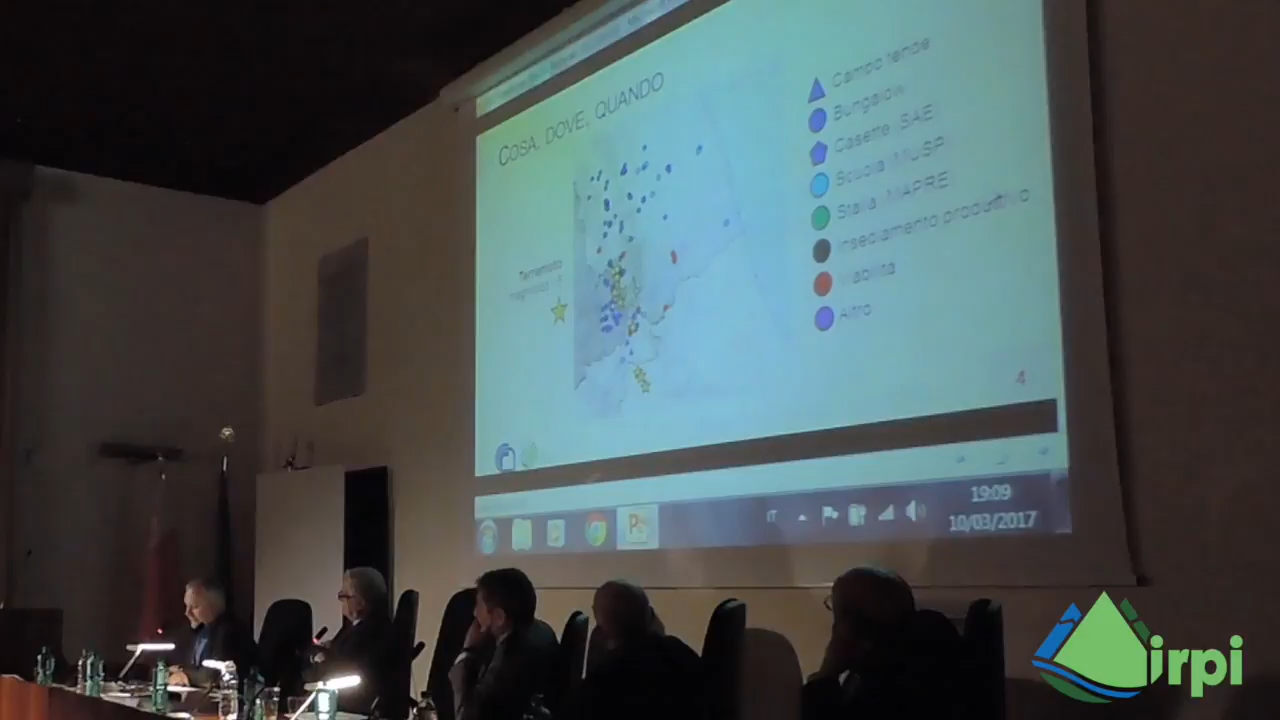 COSA, DOVE, QUANDO
Campo tende
Bungalow
Casette (SAE)
Scuola (MUSP)
Stalla (MAPRE)
Insediamento produttivo
Viabilità
Altro
Terremoto
4
IT
19:09
10/03/2017
irpi